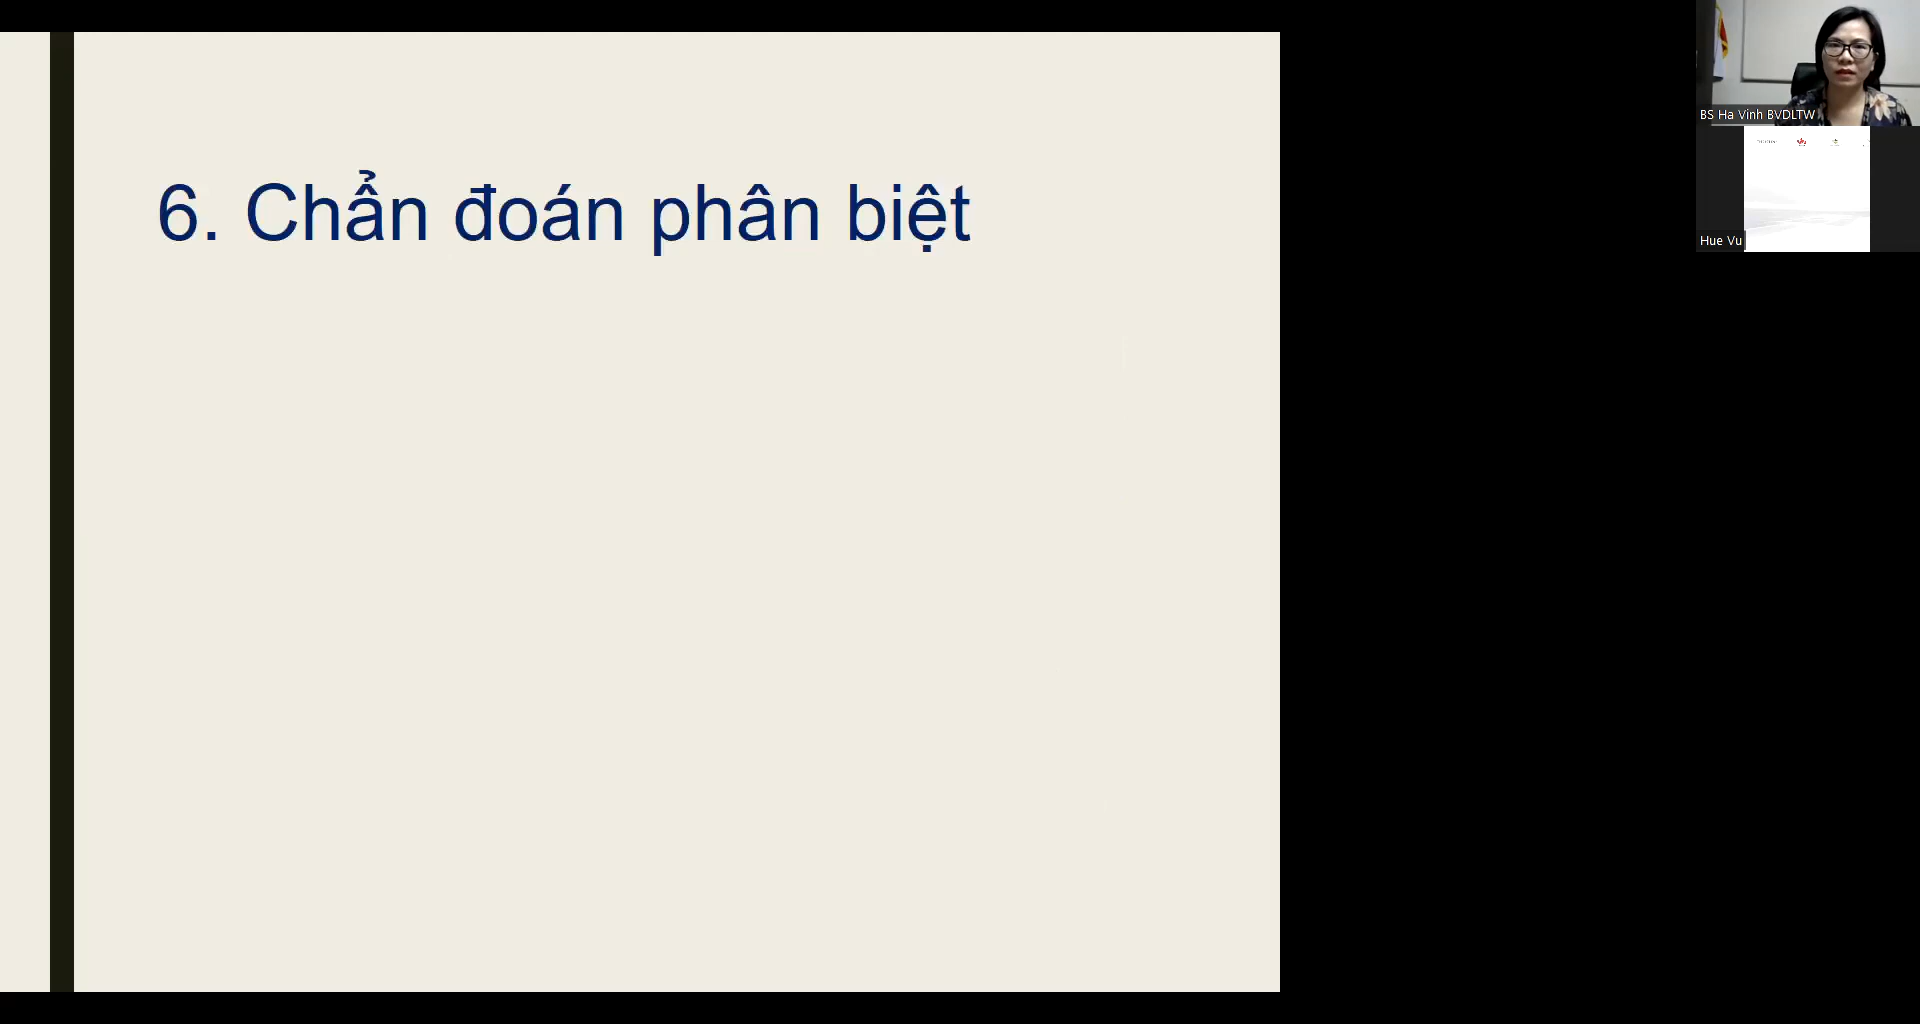 6. Chẩn đoán phân biệt
BS Ha Vinh BVDLTW
Hue Vu